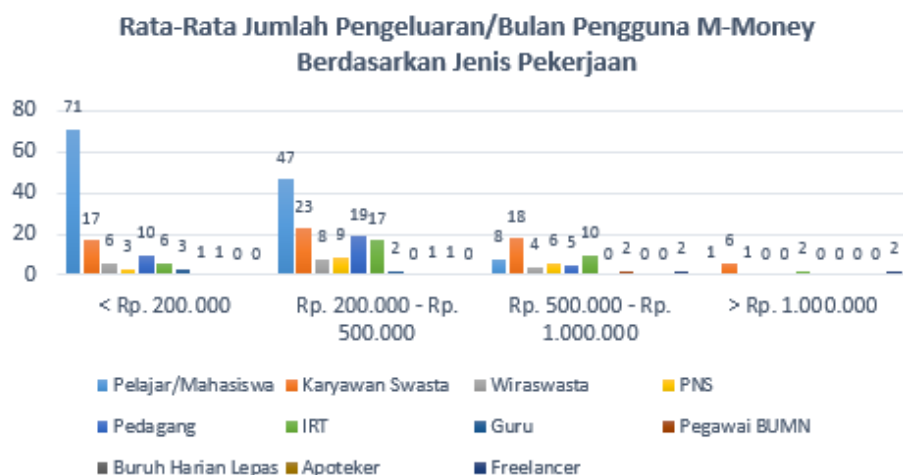 Rata-Rata Jumlah Pengeluaran/Bulan Pengguna M-Money
Berdasarkan Jenis Pekerjaan
80
60
40
20
0
71 17 6 3 10 6 3 1 1 0 0
47 23 8 9 19 17 2 0 1 1 0
8 18 4 6 5 10 0 2 0 0 2
1 6 1 0 0 2 0 0 0 0 2
< Rp. 200.000
Rp. 200.000 - Rp.
500.000
Rp. 500.000 - Rp.
1.000.000
> Rp. 1.000.000
Pelajar/Mahasiswa Karyawan Swasta Wiraswasta PNS
Pedagang IRT Guru Pegawai BUMN
Buruh Harian Lepas Apoteker Freelancer